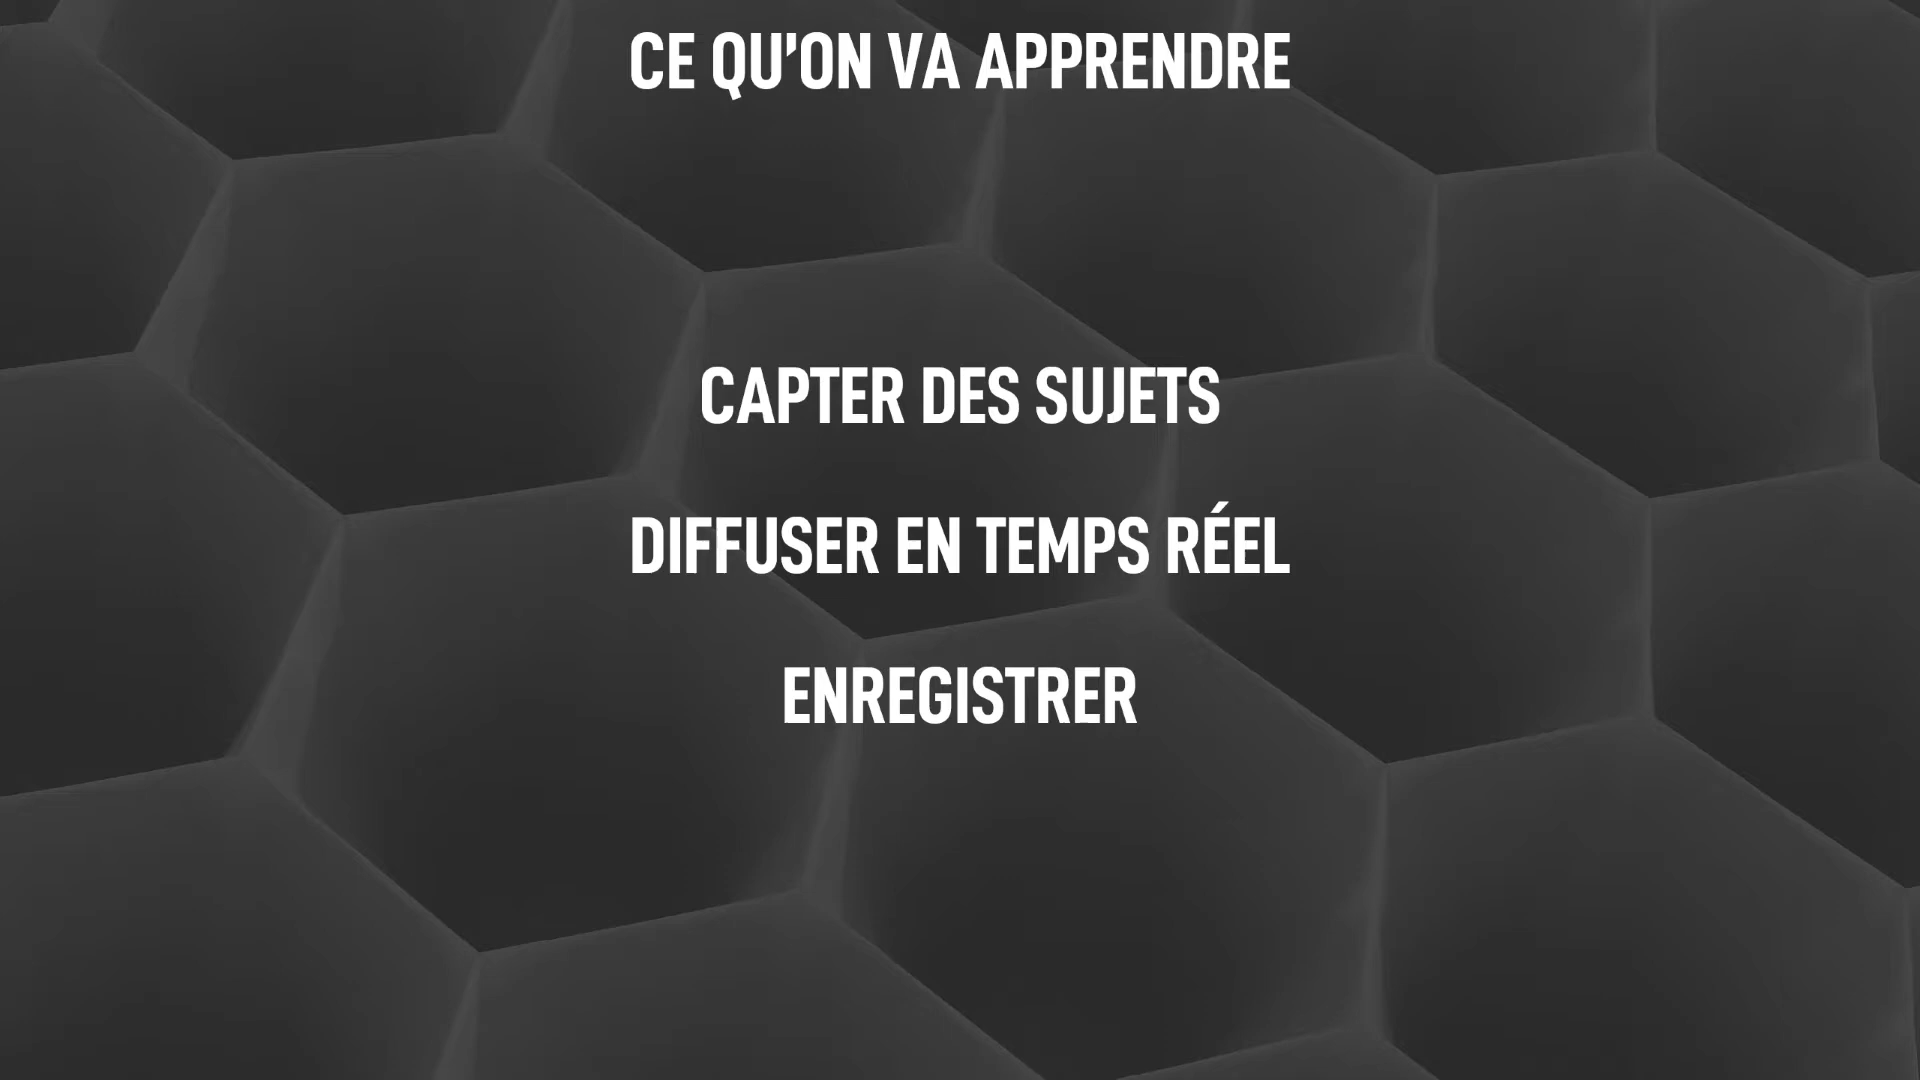 CE QU’ON VA APPRENDRE
CAPTER DES SUJETS
DIFFUSER EN TEMPS RÉEL
ENREGISTRER